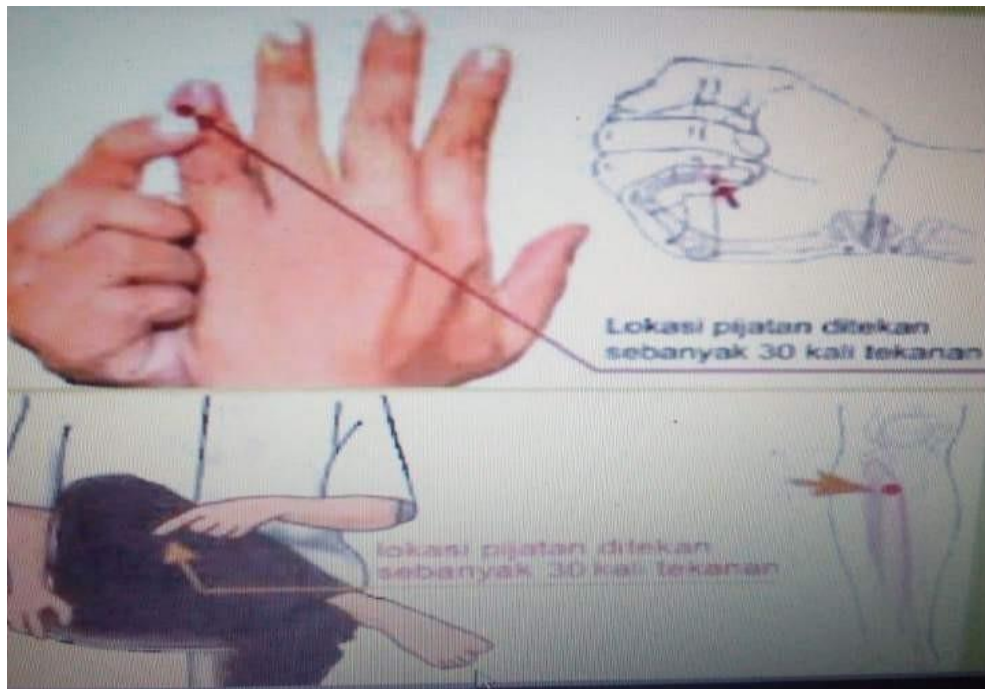 Lokasi pijatan ditekan
sebanyak 30 kali tekanan
lokasi pijatan ditekan
sebanyak 30 kali tekanan